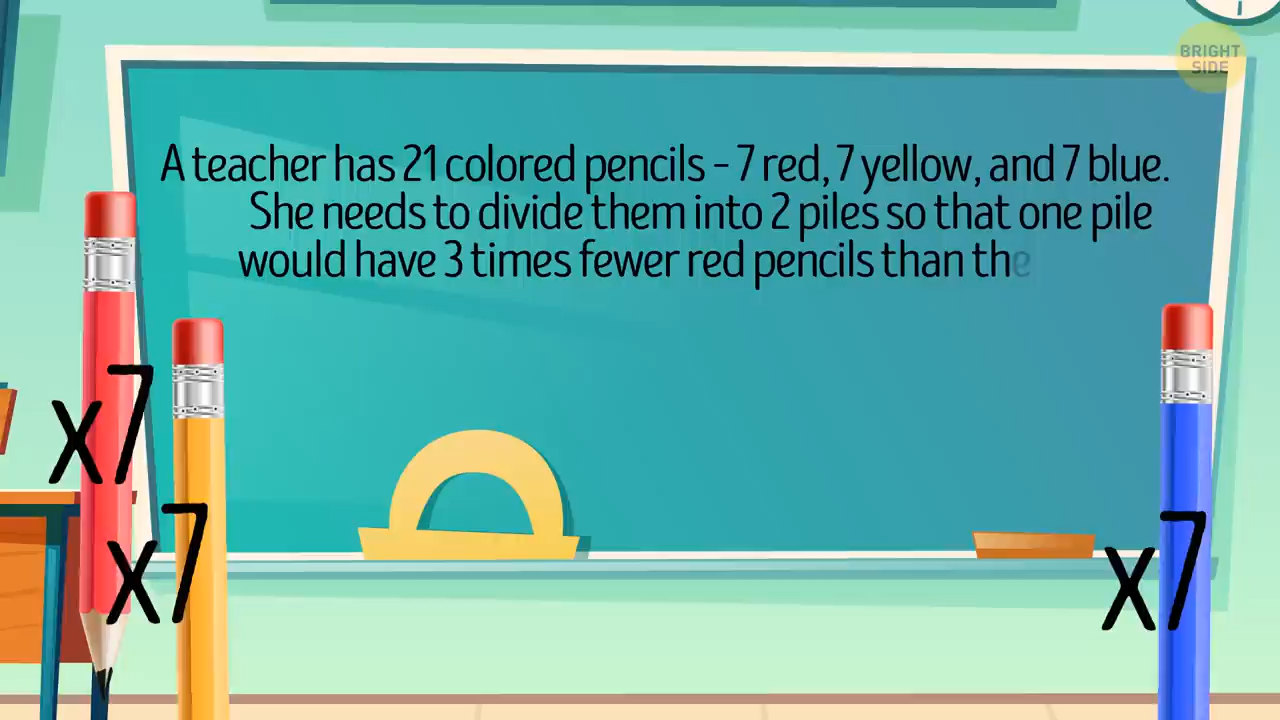 BRIGHT
SIDE
A teacher has 21 colored pencils - 7 red, 7 yellow, and 7 blue.
She needs to divide them into 2 piles so that one pile
would have 3 times fewer red pencils than the
x7
x7
x7